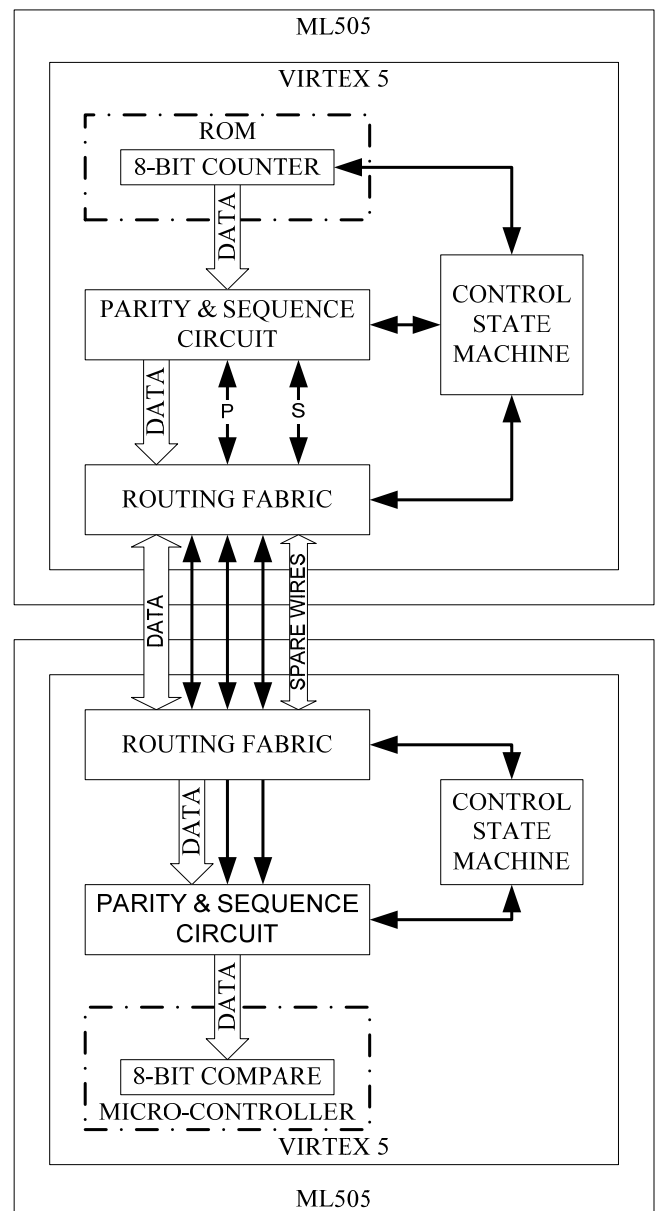 ML505
VIRTEX 5
ROM
8-BIT COUNTER
DATA
PARITY & SEQUENCE
CIRCUIT
CONTROL
STATE
MACHINE
DATA
P
S
ROUTING FABRIC
DATA
SPARE WIRES
ROUTING FABRIC
DATA
CONTROL
STATE
MACHINE
PARITY & SEQUENCE
CIRCUIT
DATA
8-BIT COMPARE
MICRO-CONTROLLER
VIRTEX 5
ML505